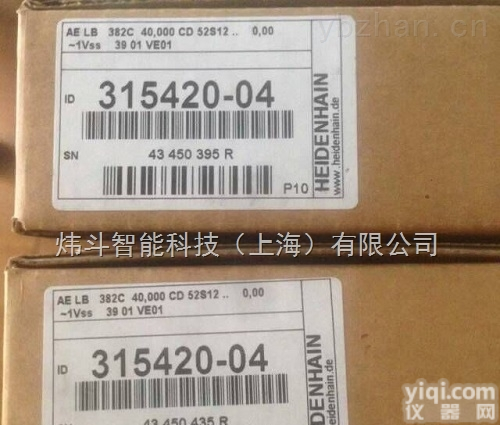 AE LB 382C 40,000 CD 52S12 .. 0,00
~1Vss 39 01 VE01
ID 315420-04
SN 43 450 395 R
P10
HEIDENHAIN
www.heidenhain.de
炜斗智能科技（上海）有限公司
AE LB 382C 40,000 CD 52S12 .. 0,00
~1Vss 39 01 VE01
ID 315420-04
43 450 435 R
HEIDENHAIN
heidenhain.de
yiqi.com
仪器网